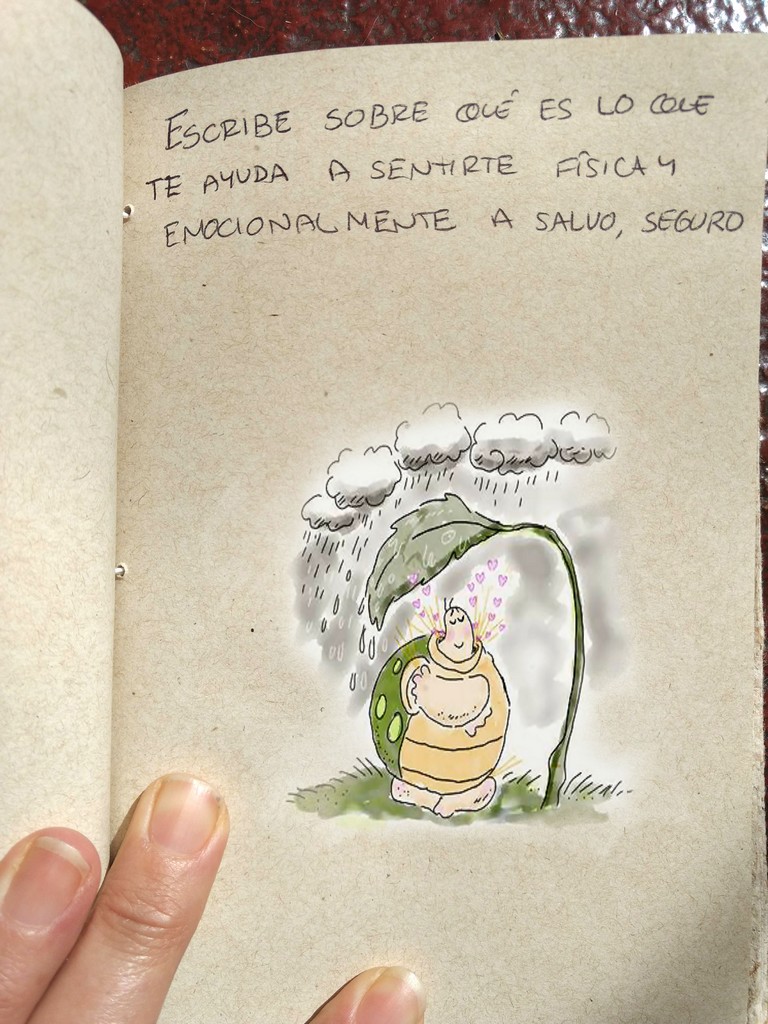 ESCRIBE SOBRE QUÉ ES LO QUE
TE AYUDA A SENTIRTE FÍSICA Y
EMOCIONALMENTE A SALVO, SEGURO